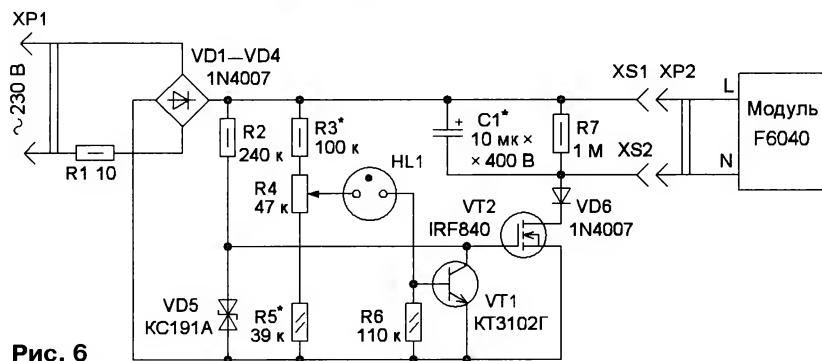 XP1
~230 В
R1 10
VD1—VD4
1N4007
R2
240 к
R3*
100 к
R4
47 к
HL1
C1*
+
10 мк ×
× 400 В
R7
1 М
XS1 XP2
XS2
L
N
Модуль
F6040
VT2
IRF840
VD6
1N4007
VD5
КС191А
R5*
39 к
R6
110 к
VT1
КТ3102Г
Рис. 6